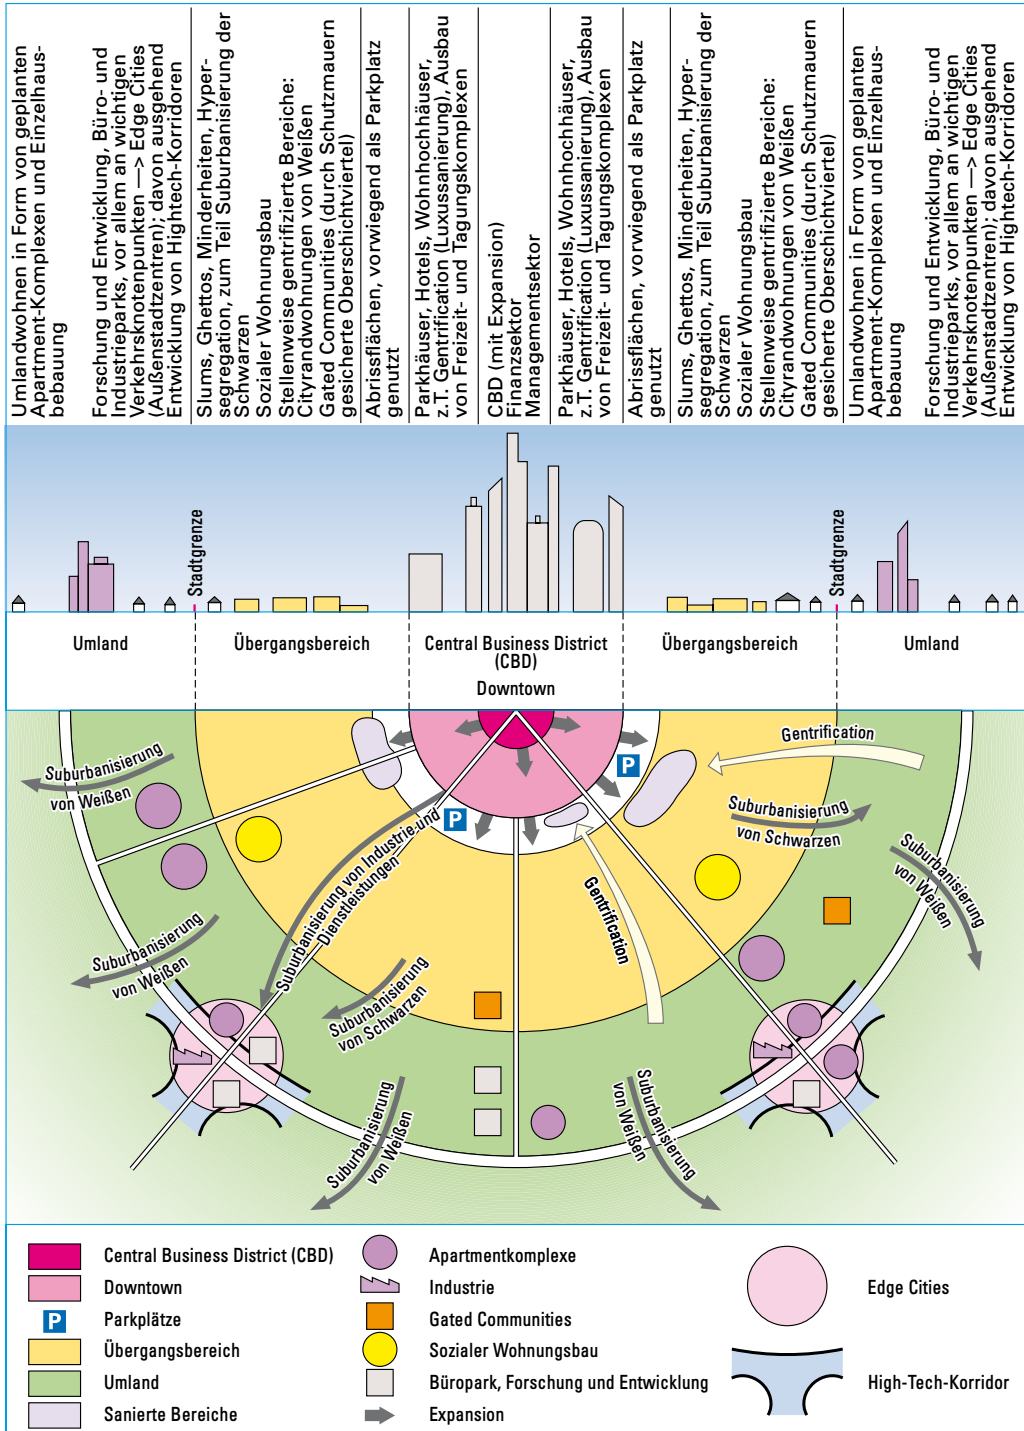 Umlandwohnen in Form von geplanten
Apartment-Komplexen und Einzelhaus-
bebauung
Forschung und Entwicklung, Büro- und
Industrieparks, vor allem an wichtigen
Verkehrsknotenpunkten —> Edge Cities
(Außenstadtzentren); davon ausgehend
Entwicklung von Hightech-Korridoren
Slums, Ghettos, Minderheiten, Hyper-
segregation, zum Teil Suburbanisierung der
Schwarzen
Sozialer Wohnungsbau
Stellenweise gentrifizierte Bereiche:
Cityrandwohnungen von Weißen
Gated Communities (durch Schutzmauern
gesicherte Oberschichtviertel)
Abrissflächen, vorwiegend als Parkplatz
genutzt
Parkhäuser, Hotels, Wohnhochhäuser,
z.T. Gentrification (Luxussanierung), Ausbau
von Freizeit- und Tagungskomplexen
CBD (mit Expansion)
Finanzsektor
Managementsektor
Parkhäuser, Hotels, Wohnhochhäuser,
z.T. Gentrification (Luxussanierung), Ausbau
von Freizeit- und Tagungskomplexen
Abrissflächen, vorwiegend als Parkplatz
genutzt
Slums, Ghettos, Minderheiten, Hyper-
segregation, zum Teil Suburbanisierung der
Schwarzen
Sozialer Wohnungsbau
Stellenweise gentrifizierte Bereiche:
Cityrandwohnungen von Weißen
Gated Communities (durch Schutzmauern
gesicherte Oberschichtviertel)
Umlandwohnen in Form von geplanten
Apartment-Komplexen und Einzelhaus-
bebauung
Forschung und Entwicklung, Büro- und
Industrieparks, vor allem an wichtigen
Verkehrsknotenpunkten —> Edge Cities
(Außenstadtzentren); davon ausgehend
Entwicklung von Hightech-Korridoren
Stadtgrenze
Stadtgrenze
Umland
Übergangsbereich
Central Business District
(CBD)
Downtown
Übergangsbereich
Umland
Suburbanisierung
von Weißen
Gentrification
P
P
Suburbanisierung
von Schwarzen
Suburbanisierung
von Weißen
Suburbanisierung von Industrie und
Dienstleistungen
Gentrification
Suburbanisierung
von Weißen
Suburbanisierung
von Schwarzen
Suburbanisierung
von Weißen
Suburbanisierung
von Weißen
Central Business District (CBD)
Downtown
P Parkplätze
Übergangsbereich
Umland
Sanierte Bereiche
Apartmentkomplexe
Industrie
Gated Communities
Sozialer Wohnungsbau
Büropark, Forschung und Entwicklung
Expansion
Edge Cities
High-Tech-Korridor